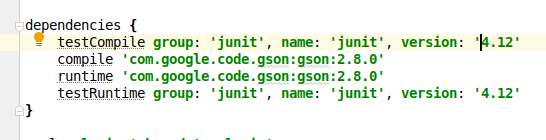 dependencies {
testCompile group: 'junit', name: 'junit', version: '4.12'
compile 'com.google.code.gson:gson:2.8.0'
runtime 'com.google.code.gson:gson:2.8.0'
testRuntime group: 'junit', name: 'junit', version: '4.12'
}